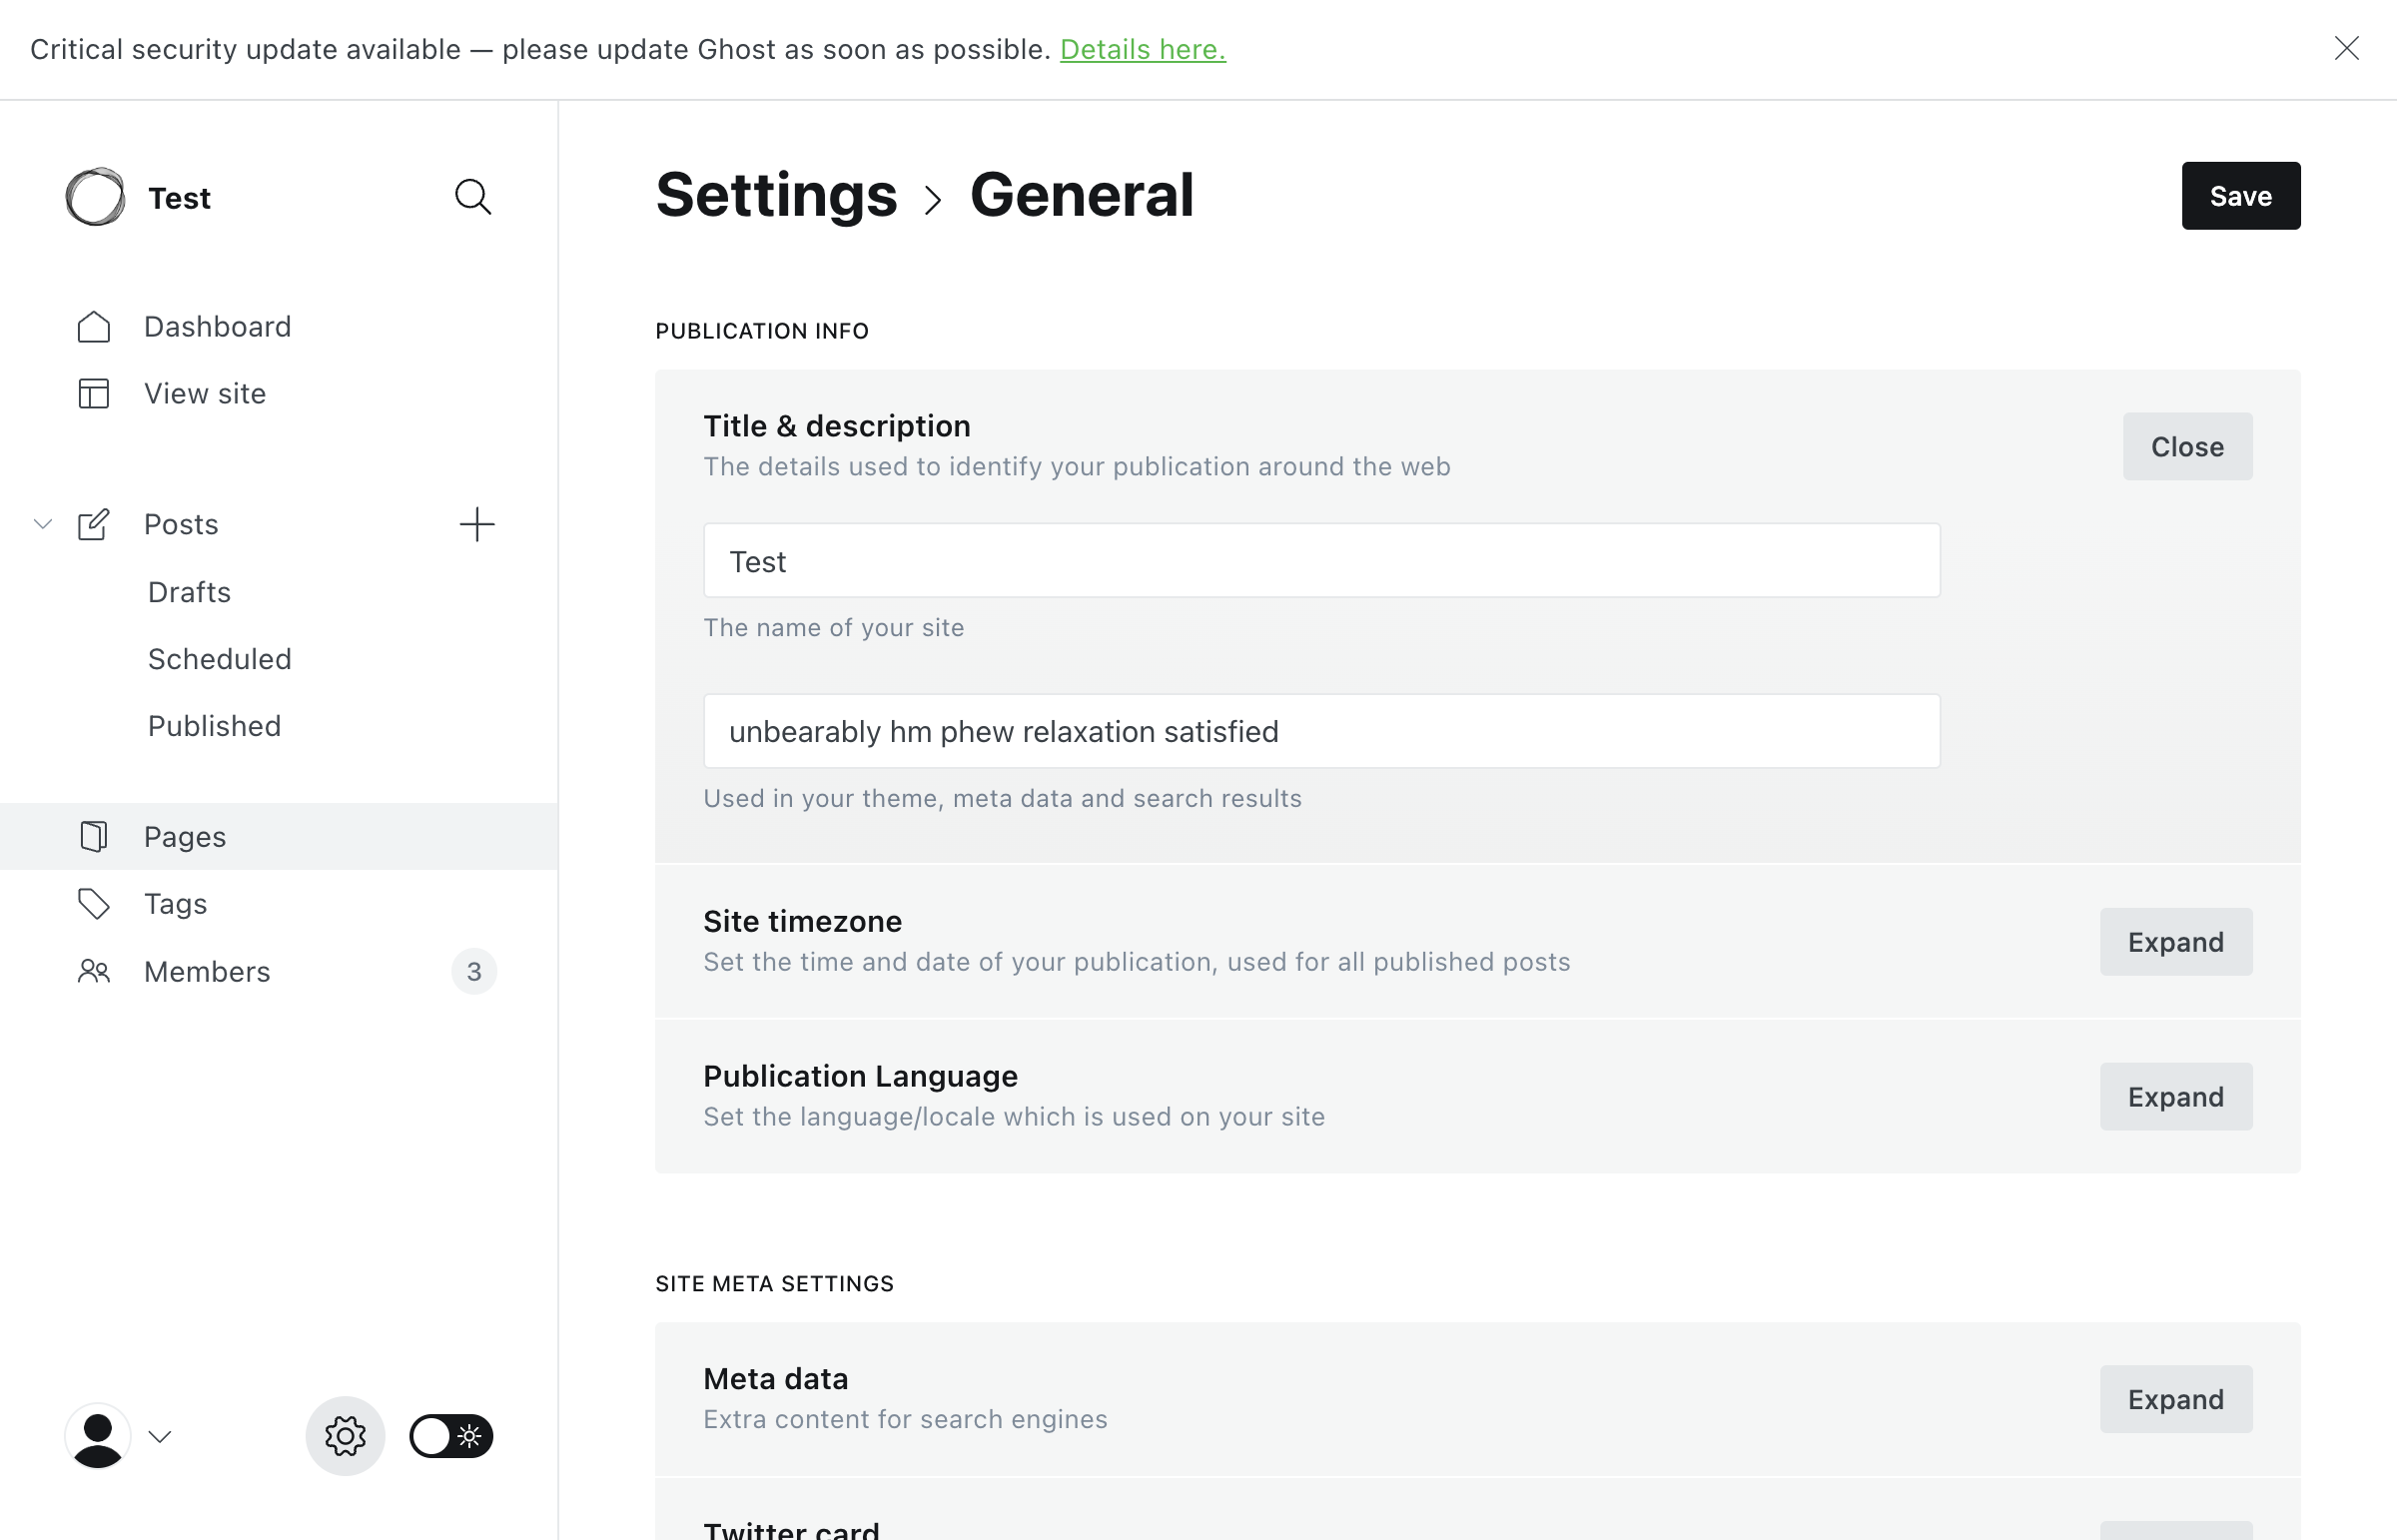 Critical security update available — please update Ghost as soon as possible. Details here.
Test
Settings > General
Save
Dashboard
View site
Posts
Drafts
Scheduled
Published
Pages
Tags
Members 3
PUBLICATION INFO
Title & description
The details used to identify your publication around the web
Close
Test
The name of your site
unbearably hm phew relaxation satisfied
Used in your theme, meta data and search results
Site timezone
Set the time and date of your publication, used for all published posts
Expand
Publication Language
Set the language/locale which is used on your site
Expand
SITE META SETTINGS
Meta data
Extra content for search engines
Expand
Twitter card